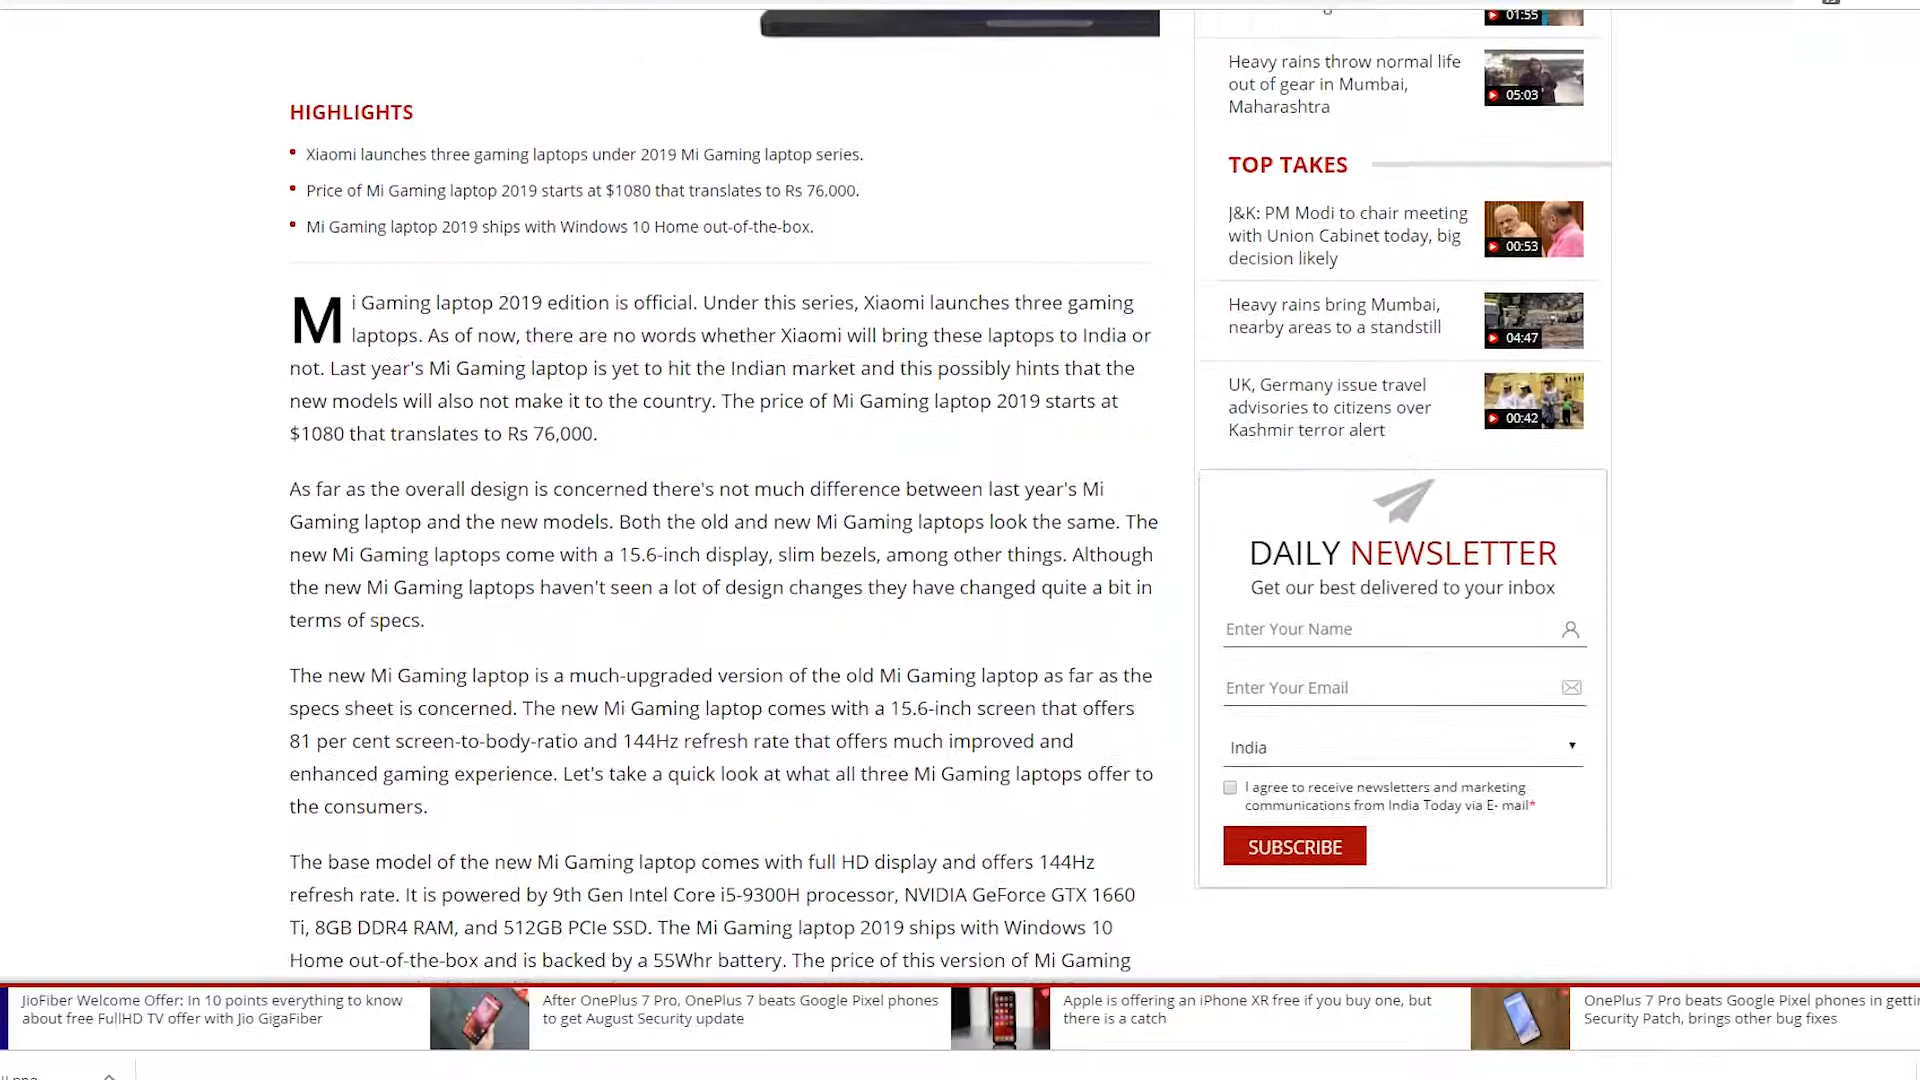 HIGHLIGHTS
Xiaomi launches three gaming laptops under 2019 Mi Gaming laptop series.
Price of Mi Gaming laptop 2019 starts at $1080 that translates to Rs 76,000.
Mi Gaming laptop 2019 ships with Windows 10 Home out-of-the-box.
Mi Gaming laptop 2019 edition is official. Under this series, Xiaomi launches three gaming
laptops. As of now, there are no words whether Xiaomi will bring these laptops to India or
not. Last year's Mi Gaming laptop is yet to hit the Indian market and this possibly hints that the
new models will also not make it to the country. The price of Mi Gaming laptop 2019 starts at
$1080 that translates to Rs 76,000.
As far as the overall design is concerned there's not much difference between last year's Mi
Gaming laptop and the new models. Both the old and new Mi Gaming laptops look the same. The
new Mi Gaming laptops come with a 15.6-inch display, slim bezels, among other things. Although
the new Mi Gaming laptops haven't seen a lot of design changes they have changed quite a bit in
terms of specs.
The new Mi Gaming laptop is a much-upgraded version of the old Mi Gaming laptop as far as the
specs sheet is concerned. The new Mi Gaming laptop comes with a 15.6-inch screen that offers
81 per cent screen-to-body-ratio and 144Hz refresh rate that offers much improved and
enhanced gaming experience. Let's take a quick look at what all three Mi Gaming laptops offer to
the consumers.
The base model of the new Mi Gaming laptop comes with full HD display and offers 144Hz
refresh rate. It is powered by 9th Gen Intel Core i5-9300H processor, NVIDIA GeForce GTX 1660
Ti, 8GB DDR4 RAM, and 512GB PCIe SSD. The Mi Gaming laptop 2019 ships with Windows 10
Home out-of-the-box and is backed by a 55Whr battery. The price of this version of Mi Gaming
01:55
Heavy rains throw normal life
out of gear in Mumbai,
Maharashtra
05:03
TOP TAKES
J&K: PM Modi to chair meeting
with Union Cabinet today, big
decision likely
00:53
Heavy rains bring Mumbai,
nearby areas to a standstill
04:47
UK, Germany issue travel
advisories to citizens over
Kashmir terror alert
00:42
DAILY NEWSLETTER
Get our best delivered to your inbox
Enter Your Name
Enter Your Email
India
I agree to receive newsletters and marketing
communications from India Today via E- mail*
SUBSCRIBE
JioFiber Welcome Offer: In 10 points everything to know
about free FullHD TV offer with Jio GigaFiber
After OnePlus 7 Pro, OnePlus 7 beats Google Pixel phones
to get August Security update
Apple is offering an iPhone XR free if you buy one, but
there is a catch
OnePlus 7 Pro beats Google Pixel phones in
Security Patch, brings other bug fixes